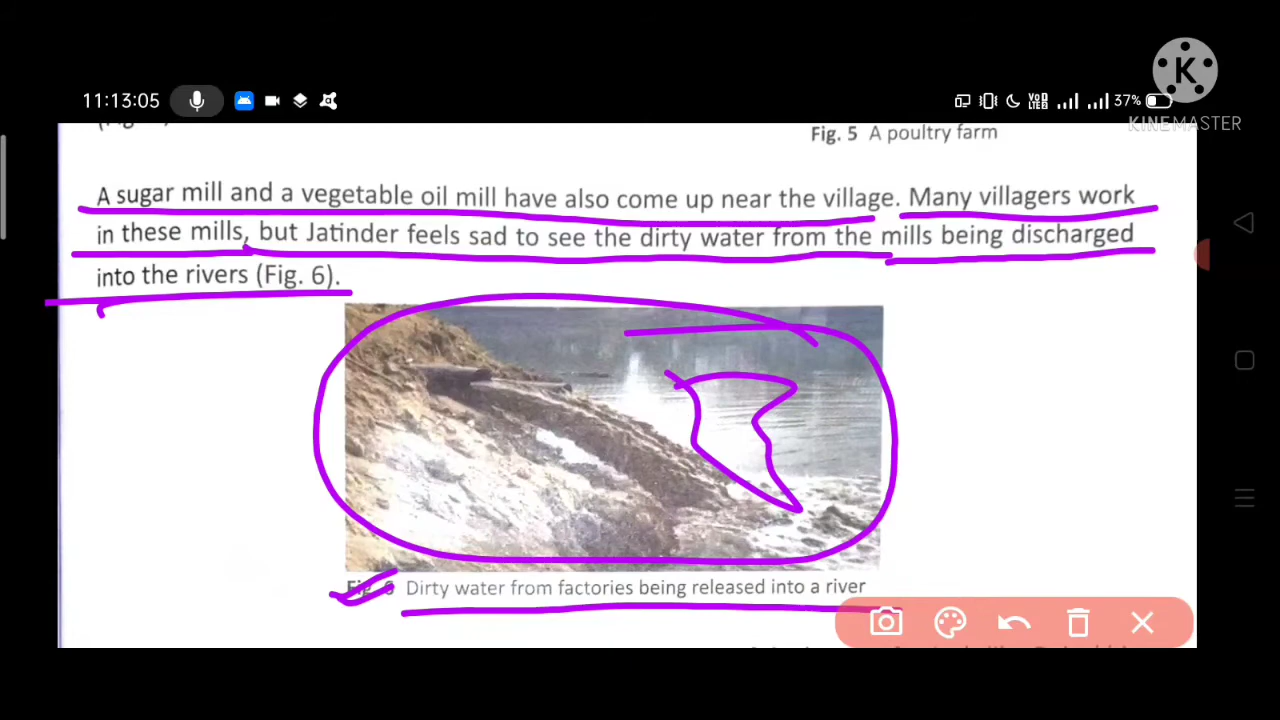 11:13:05
37%
K
KINEMASTER
Fig. 5 A poultry farm
A sugar mill and a vegetable oil mill have also come up near the village. Many villagers work
in these mills, but Jatinder feels sad to see the dirty water from the mills being discharged
into the rivers (Fig. 6).
Fig. 6 Dirty water from factories being released into a river